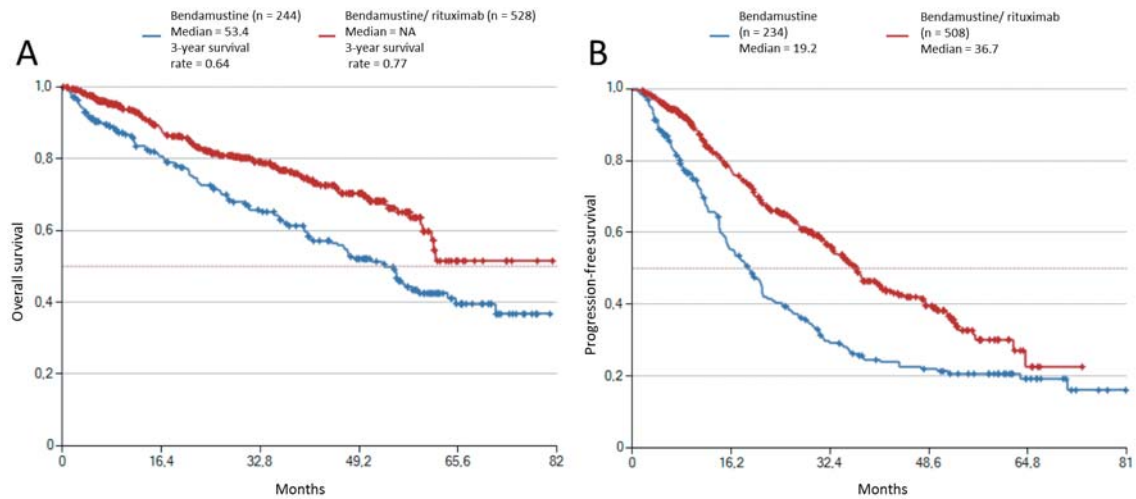 Bendamustine (n = 244)
Median = 53.4
3-year survival
rate = 0.64
Bendamustine/ rituximab (n = 528)
Median = NA
3-year survival
rate = 0.77
A
Overall survival
1,0
0,8
0,6
0,4
0,2
0
0
16,4
32,8
49,2
65,6
82
Months
Bendamustine
(n = 234)
Median = 19.2
Bendamustine/ rituximab
(n = 508)
Median = 36.7
B
Progression-free survival
1,0
0,8
0,6
0,4
0,2
0
0
16,2
32,4
48,6
64,8
81
Months